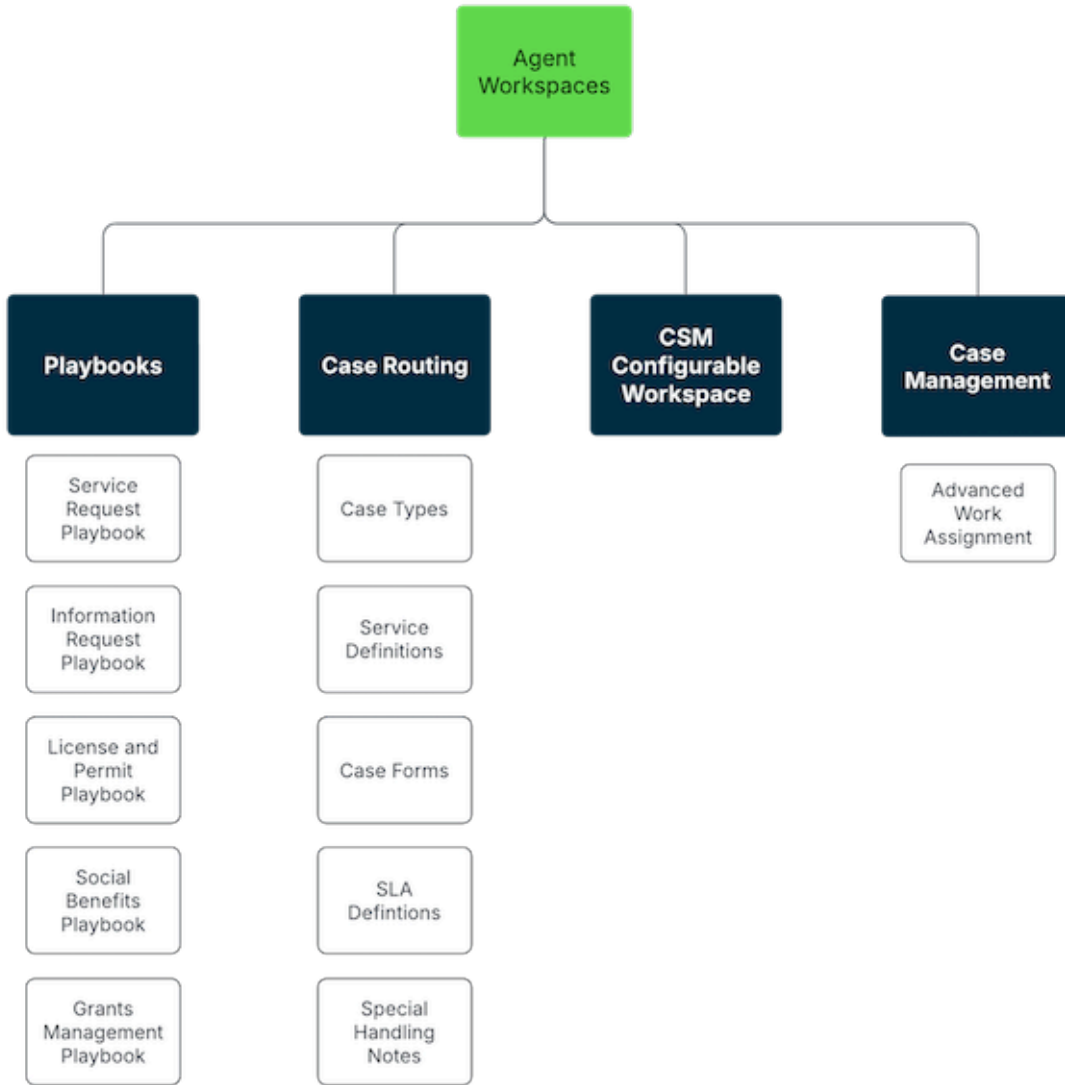 Agent
Workspaces
Playbooks
Case Routing
CSM
Configurable
Workspace
Case
Management
Service
Request
Playbook
Information
Request
Playbook
License and
Permit
Playbook
Social
Benefits
Playbook
Grants
Management
Playbook
Case Types
Service
Definitions
Case Forms
SLA
Defintions
Special
Handling
Notes
Advanced
Work
Assignment